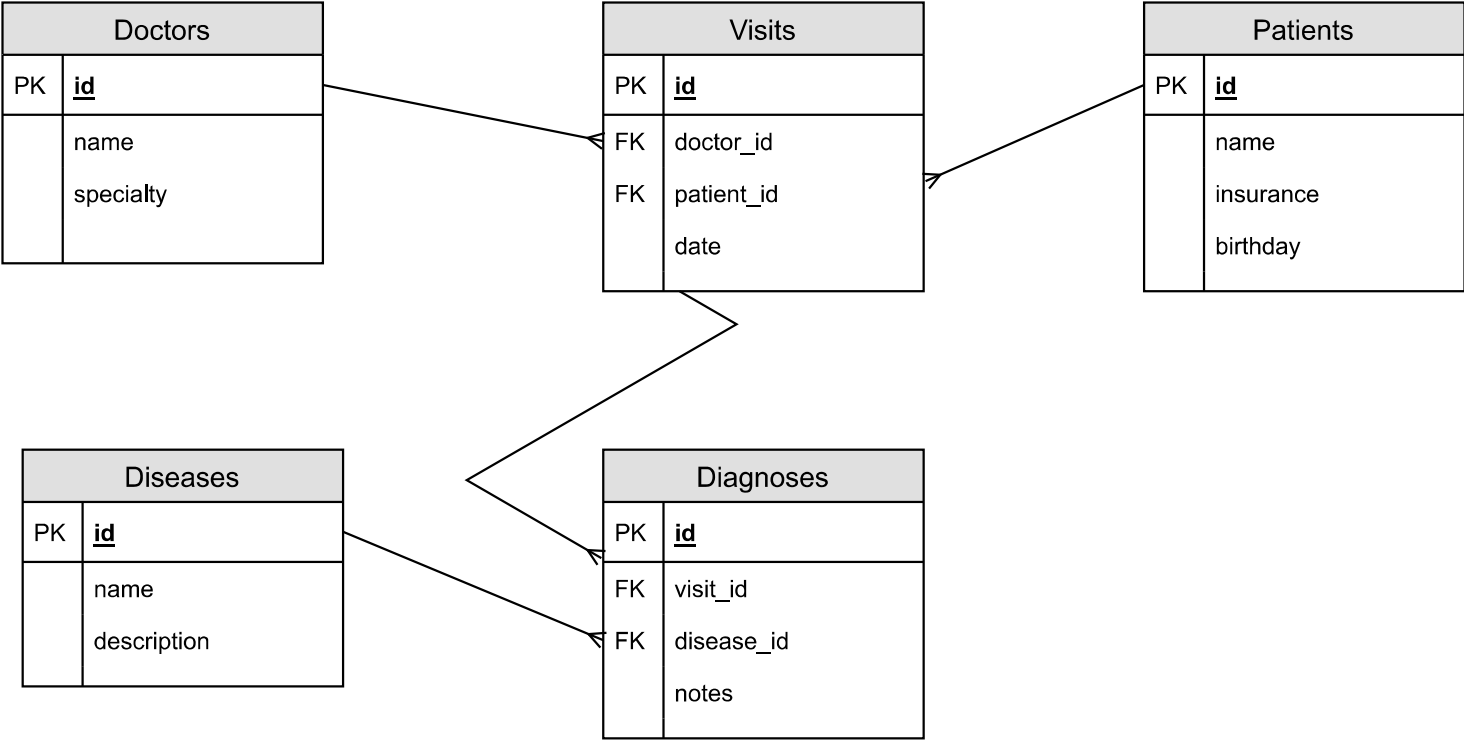 Doctors
PK id
name
specialty
Visits
PK id
FK doctor_id
FK patient_id
date
Patients
PK id
name
insurance
birthday
Diseases
PK id
name
description
Diagnoses
PK id
FK visit_id
FK disease_id
notes